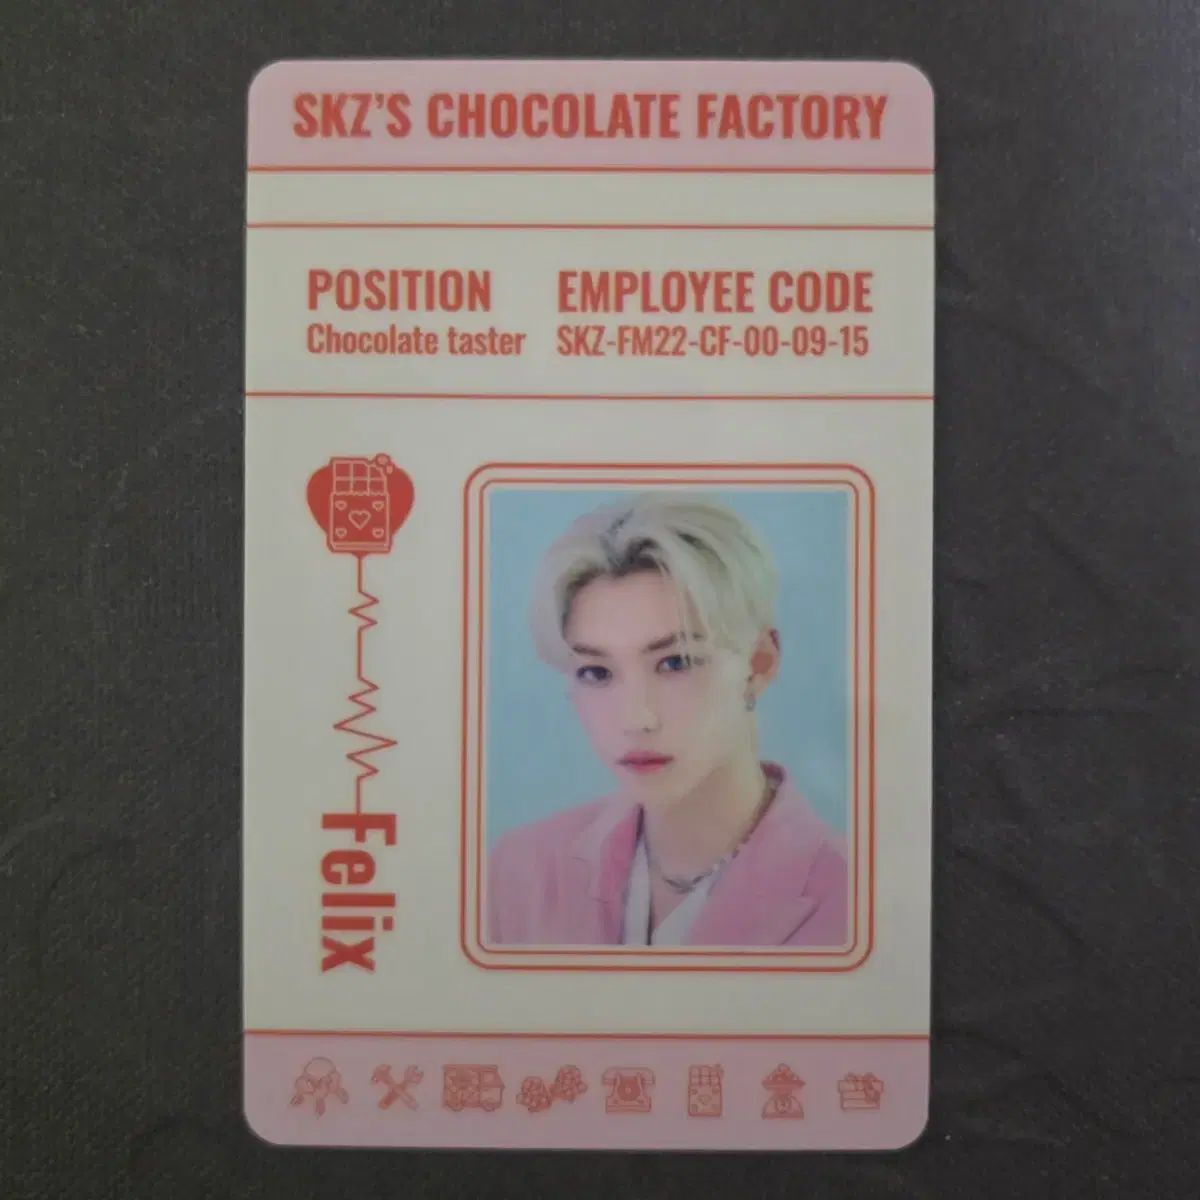 SKZ'S CHOCOLATE FACTORY
POSITION
Chocolate taster
EMPLOYEE CODE
SKZ-FM22-CF-00-09-15
Felix